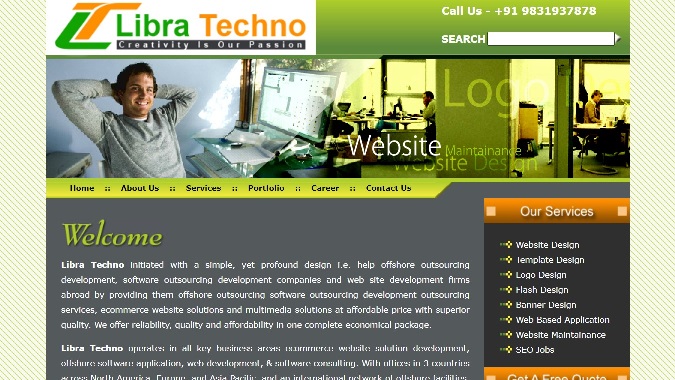 Libra Techno
Creativity Is Our Passion
Call Us - +91 9831937878
SEARCH
Logo De
Website Maintainance
Website Design
Home :: About Us :: Services :: Portfolio :: Career :: Contact Us
Welcome
Libra Techno initiated with a simple, yet profound design i.e. help offshore outsourcing
development, software outsourcing development companies and web site development firms
abroad by providing them offshore outsourcing software outsourcing development outsourcing
services, ecommerce website solutions and multimedia solutions at affordable price with superior
quality. We offer reliability, quality and affordability in one complete economical package.
Libra Techno operates in all key business areas ecommerce website solution development,
offshore software application, web development, & software consulting. With offices in 3 countries
across North America, Europe, and Asia Pacific, and an international network of offshore facilities,
Our Services
Website Design
Template Design
Logo Design
Flash Design
Banner Design
Web Based Application
Website Maintainance
SEO Jobs
Get A Free Quote